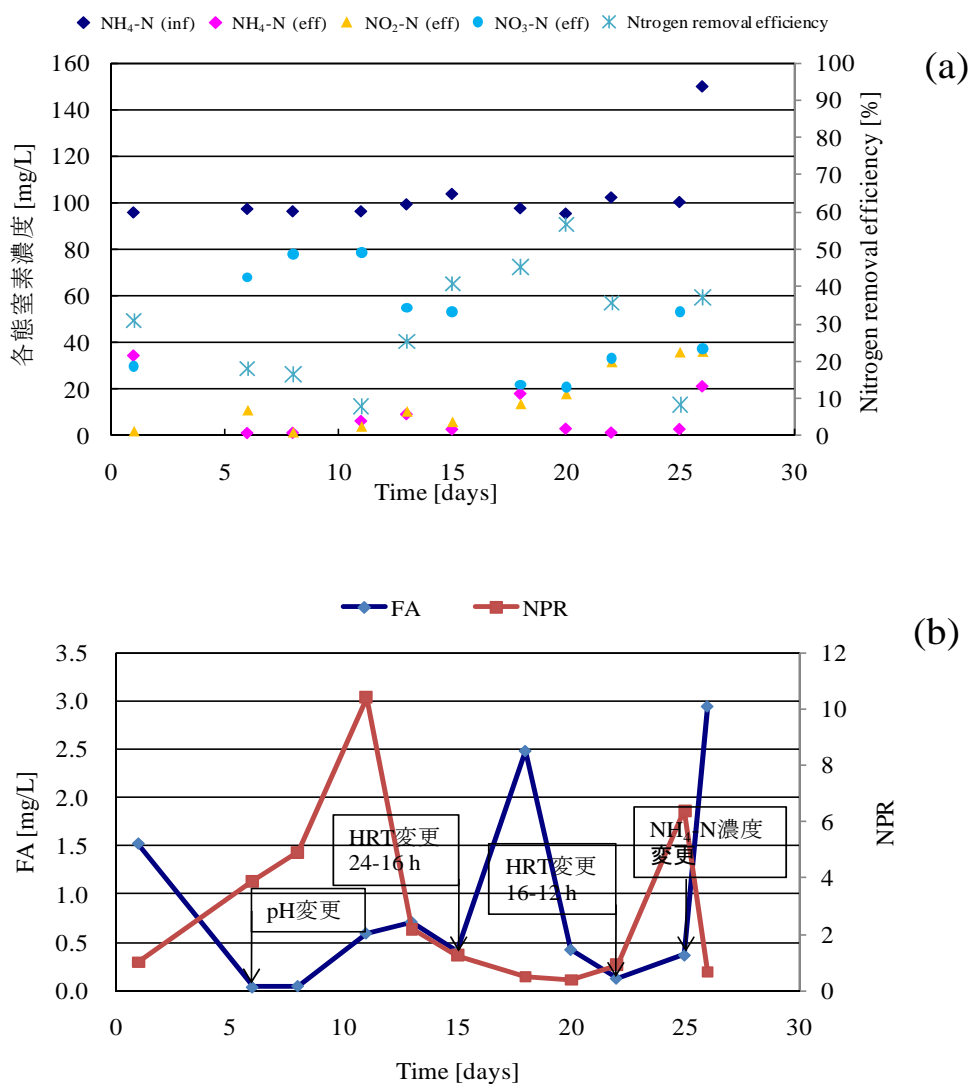 NH₄-N (inf) NH₄-N (eff) NO₂-N (eff) NO₃-N (eff) Ntrogen removal efficiency
(a)
160
140
120
100
80
60
40
20
0
各態窒素濃度 [mg/L]
100
90
80
70
60
50
40
30
20
10
0
Nitrogen removal efficiency [%]
0 5 10 15 20 25 30
Time [days]
FA NPR
(b)
3.5
3.0
2.5
2.0
1.5
1.0
0.5
0.0
FA [mg/L]
12
10
8
6
4
2
0
NPR
pH変更
HRT変更
24-16 h
HRT変更
16-12 h
NH₄-N濃度
変更
0 5 10 15 20 25 30
Time [days]